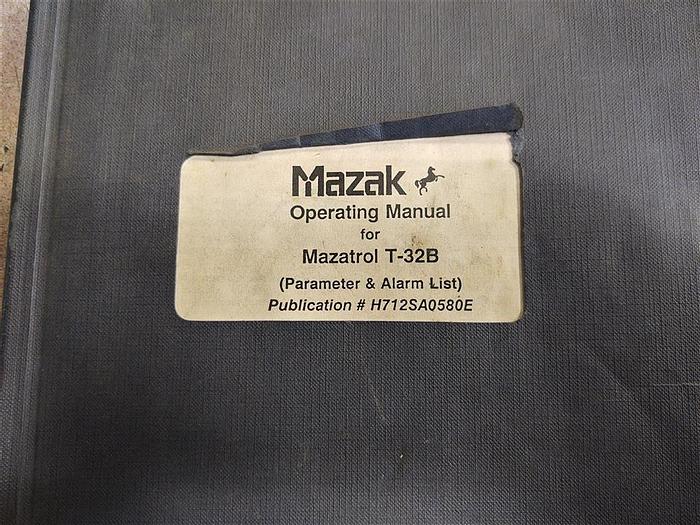 Mazak
Operating Manual
for
Mazatrol T-32B
(Parameter & Alarm List)
Publication # H712SA0580E